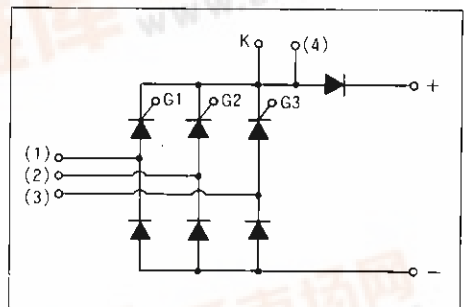 K (4)
+
G1 G2 G3
(1)
(2)
(3)
-